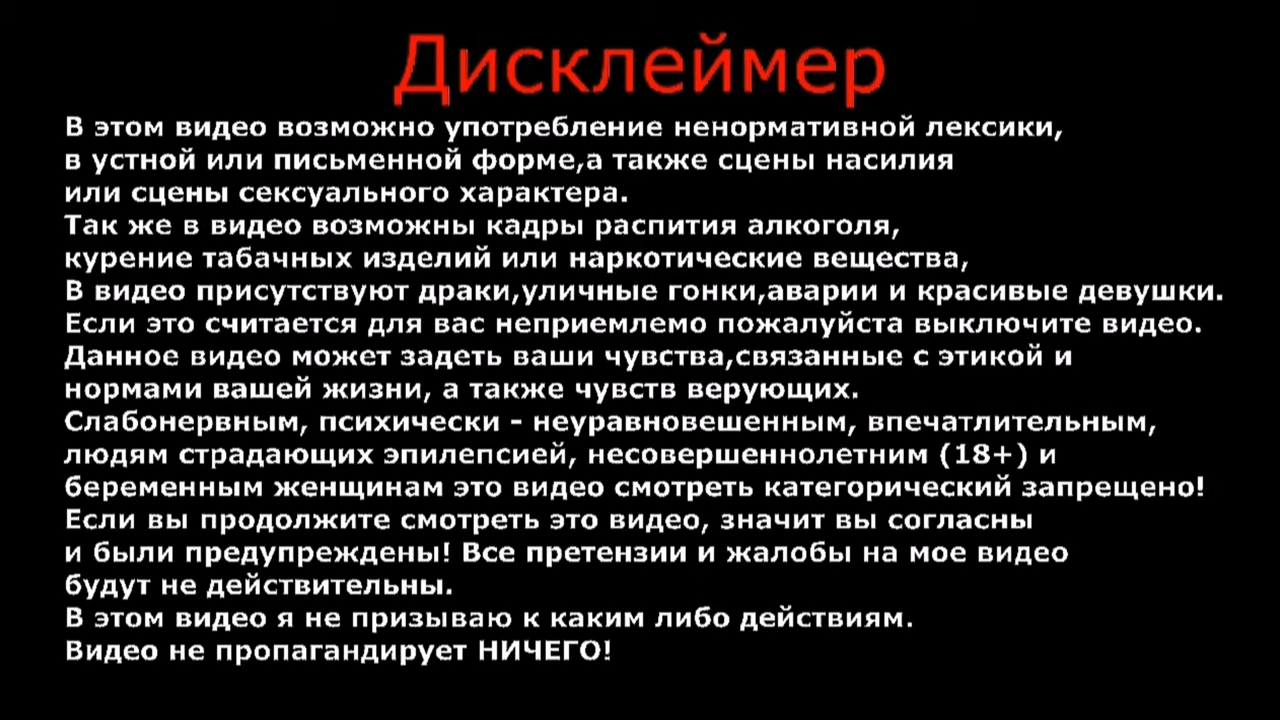 Дисклеймер
В этом видео возможно употребление ненормативной лексики,
в устной или письменной форме,а также сцены насилия
или сцены сексуального характера.
Так же в видео возможны кадры распития алкоголя,
курение табачных изделий или наркотические вещества,
В видео присутствуют драки,уличные гонки,аварии и красивые девушки.
Если это считается для вас неприемлемо пожалуйста выключите видео.
Данное видео может задеть ваши чувства,связанные с этикой и
нормами вашей жизни, а также чувств верующих.
Слабонервным, психически - неуравновешенным, впечатлительным,
людям страдающих эпилепсией, несовершеннолетним (18+) и
беременным женщинам это видео смотреть категорический запрещено!
Если вы продолжите смотреть это видео, значит вы согласны
и были предупреждены! Все претензии и жалобы на мое видео
будут не действительны.
В этом видео я не призываю к каким либо действиям.
Видео не пропагандирует НИЧЕГО!